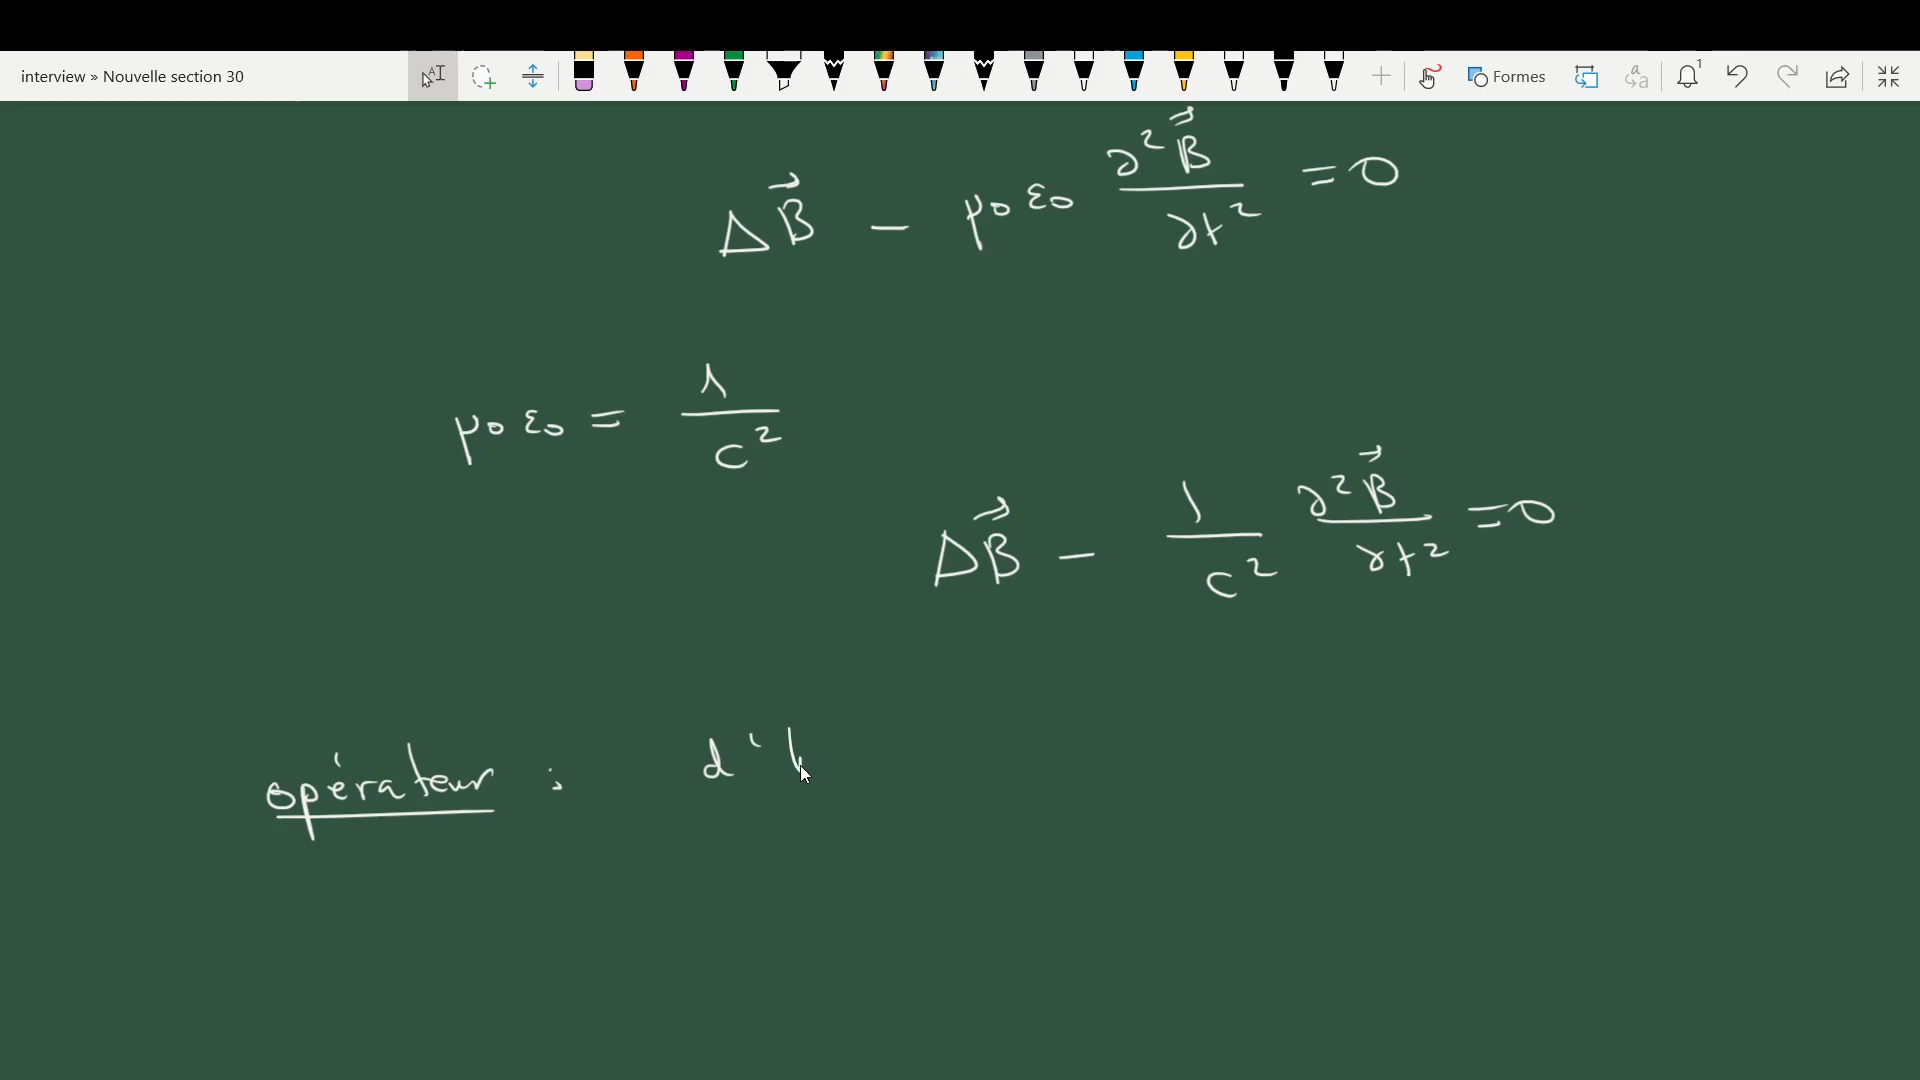 interview » Nouvelle section 30
Formes
1
ΔB⃗ − μ₀ε₀ ∂²B⃗/∂t² = 0
μ₀ε₀ = 1/c²
ΔB⃗ − 1/c² ∂²B⃗/∂t² = 0
opérateur : d'